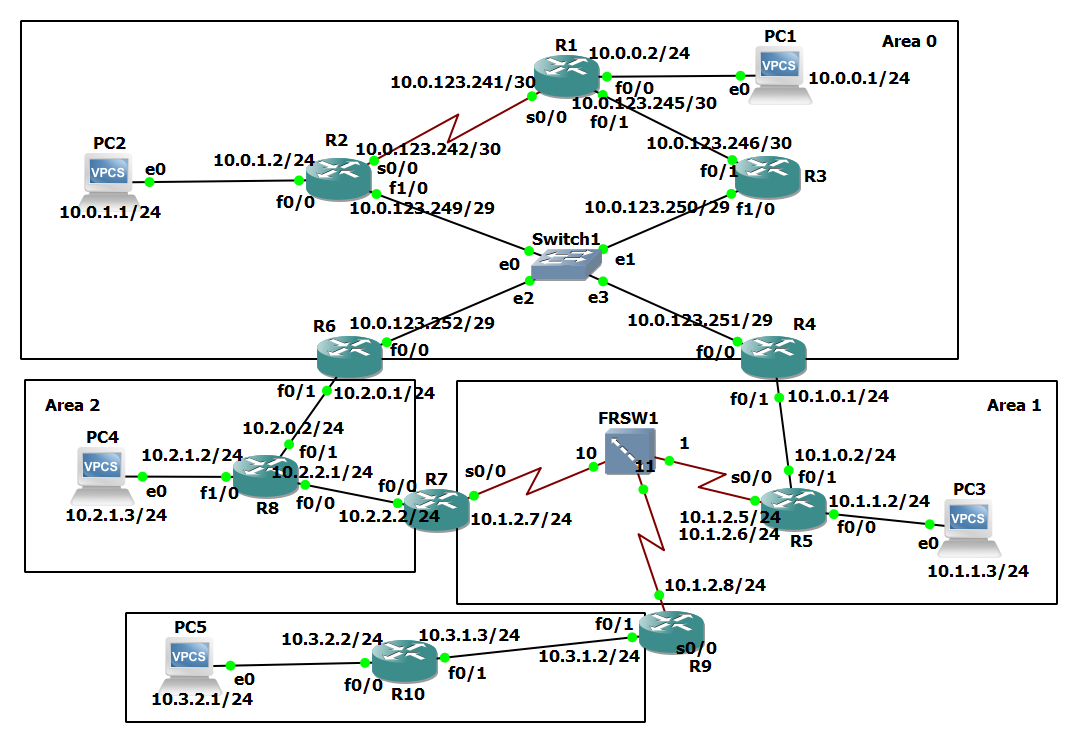 Area 0
R1
10.0.0.2/24
PC1
VPCS
10.0.0.1/24
e0
f0/0
10.0.123.241/30
s0/0
10.0.123.245/30
f0/1
PC2
VPCS
e0
10.0.1.1/24
10.0.1.2/24
R2
10.0.123.242/30
s0/0
f0/0
f1/0
10.0.123.249/29
10.0.123.246/30
f0/1
R3
10.0.123.250/29
f1/0
Switch1
e0
e1
e2
e3
R6
10.0.123.252/29
f0/0
10.0.123.251/29
R4
f0/0
f0/1
10.2.0.1/24
f0/1
10.1.0.1/24
Area 2
Area 1
PC4
VPCS
10.2.1.2/24
e0
10.2.1.3/24
10.2.0.2/24
f0/1
10.2.2.1/24
f1/0
R8
f0/0
f0/0
R7
s0/0
10.2.2.2/24
10.1.2.7/24
FRSW1
10
1
11
10.1.0.2/24
s0/0
f0/1
10.1.1.2/24
10.1.2.5/24
10.1.2.6/24
R5
f0/0
PC3
VPCS
e0
10.1.1.3/24
10.1.2.8/24
PC5
VPCS
e0
10.3.2.1/24
10.3.2.2/24
10.3.1.3/24
f0/0
R10
f0/1
f0/1
10.3.1.2/24
s0/0
R9